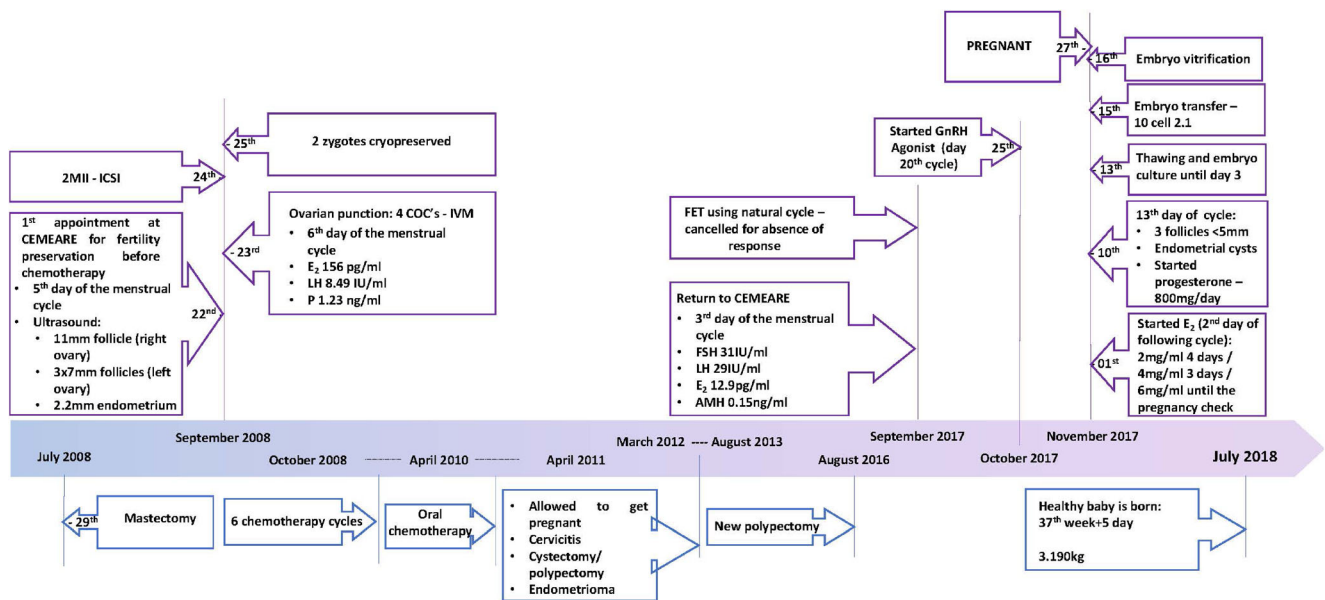 PREGNANT
27th -
- 16th
Embryo vitrification
- 15th
Embryo transfer –
10 cell 2.1
Started GnRH
Agonist (day
20th cycle)
25th
- 13th
Thawing and embryo
culture until day 3
- 25th
2 zygotes cryopreserved
2MII - ICSI
24th
1st appointment at
CEMEARE for fertility
preservation before
chemotherapy
• 5th day of the menstrual
cycle
• Ultrasound:
• 11mm follicle (right
ovary)
• 3x7mm follicles (left
ovary)
• 2.2mm endometrium
22nd
- 23rd
Ovarian punction: 4 COC's - IVM
• 6th day of the menstrual
cycle
• E2 156 pg/ml
• LH 8.49 IU/ml
• P 1.23 ng/ml
FET using natural cycle –
cancelled for absence of
response
Return to CEMEARE
• 3rd day of the menstrual
cycle
• FSH 31IU/ml
• LH 29IU/ml
• E2 12.9pg/ml
• AMH 0.15ng/ml
- 10th
13th day of cycle:
• 3 follicles <5mm
• Endometrial cysts
• Started
progesterone –
800mg/day
- 01st
Started E2 (2nd day of
following cycle):
2mg/ml 4 days /
4mg/ml 3 days /
6mg/ml until the
pregnancy check
July 2008
September 2008
October 2008
---------- April 2010 ----------
April 2011
March 2012 ---- August 2013
August 2016
September 2017
October 2017
November 2017
July 2018
- 29th
Mastectomy
6 chemotherapy cycles
Oral
chemotherapy
• Allowed to get
pregnant
• Cervicitis
• Cystectomy/
polypectomy
• Endometrioma
New polypectomy
Healthy baby is born:
37th week+5 day
3.190kg